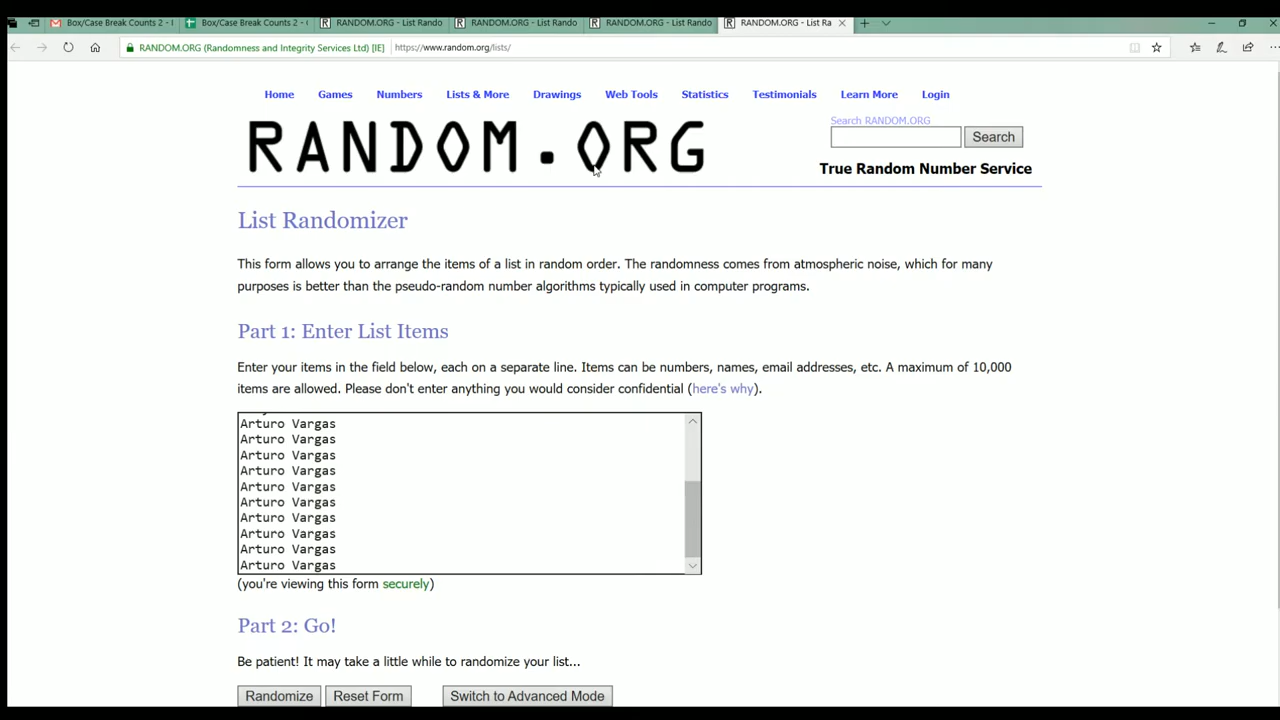 Box/Case Break Counts 2 - I
Box/Case Break Counts 2 - (
RANDOM.ORG - List Rando
RANDOM.ORG - List Rando
RANDOM.ORG - List Rando
RANDOM.ORG - List Ra
RANDOM.ORG (Randomness and Integrity Services Ltd) [IE]
https://www.random.org/lists/
Home Games Numbers Lists & More Drawings Web Tools Statistics Testimonials Learn More Login
RANDOM.ORG
Search RANDOM.ORG
Search
True Random Number Service
List Randomizer
This form allows you to arrange the items of a list in random order. The randomness comes from atmospheric noise, which for many
purposes is better than the pseudo-random number algorithms typically used in computer programs.
Part 1: Enter List Items
Enter your items in the field below, each on a separate line. Items can be numbers, names, email addresses, etc. A maximum of 10,000
items are allowed. Please don't enter anything you would consider confidential (here's why).
Arturo Vargas
Arturo Vargas
Arturo Vargas
Arturo Vargas
Arturo Vargas
Arturo Vargas
Arturo Vargas
Arturo Vargas
Arturo Vargas
Arturo Vargas
(you're viewing this form securely)
Part 2: Go!
Be patient! It may take a little while to randomize your list...
Randomize Reset Form Switch to Advanced Mode